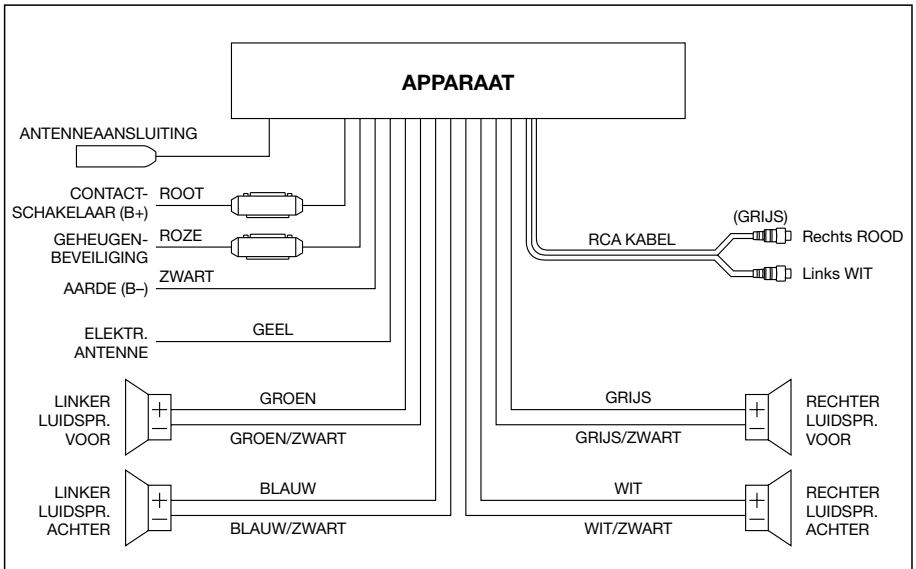 APPARAAT
ANTENNEAANSLUITING
CONTACT-
SCHAKELAAR (B+)
ROOT
GEHEUGEN-
BEVEILIGING
ROZE
AARDE (B–)
ZWART
ELEKTR.
ANTENNE
GEEL
(GRIJS)
RCA KABEL
Rechts ROOD
Links WIT
LINKER
LUIDSPR.
VOOR
+
–
GROEN
GROEN/ZWART
GRIJS
GRIJS/ZWART
+
–
RECHTER
LUIDSPR.
VOOR
LINKER
LUIDSPR.
ACHTER
+
–
BLAUW
BLAUW/ZWART
WIT
WIT/ZWART
+
–
RECHTER
LUIDSPR.
ACHTER